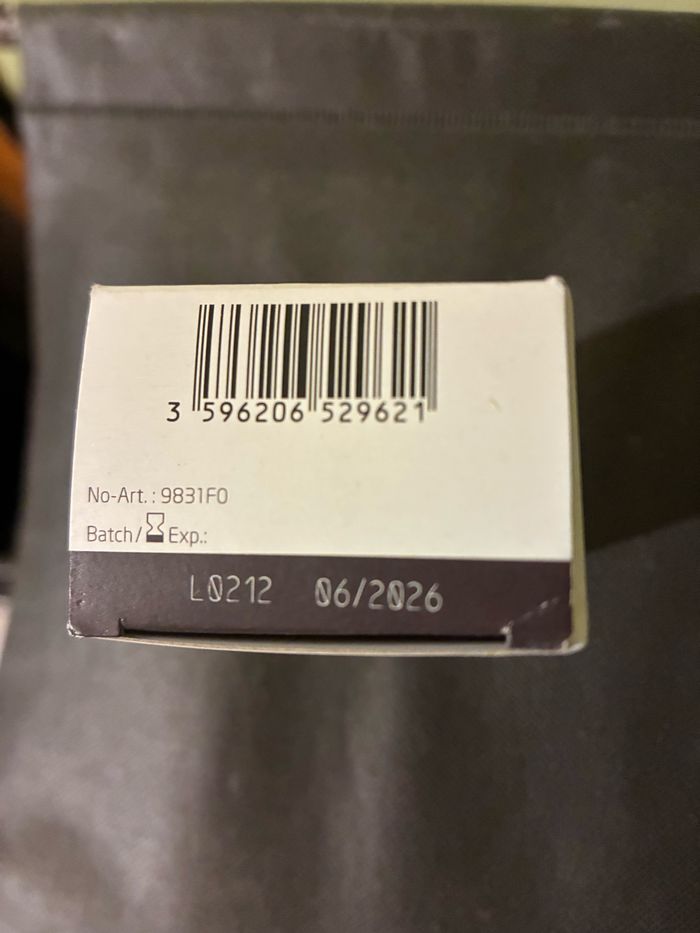 3 596206 529621
No-Art. : 9831F0
Batch/ Exp.:
L0212 06/2026